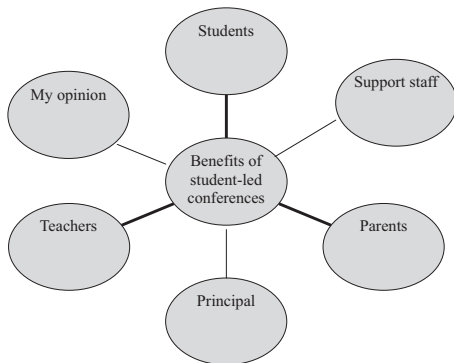 Students
My opinion
Support staff
Benefits of
student-led
conferences
Teachers
Parents
Principal